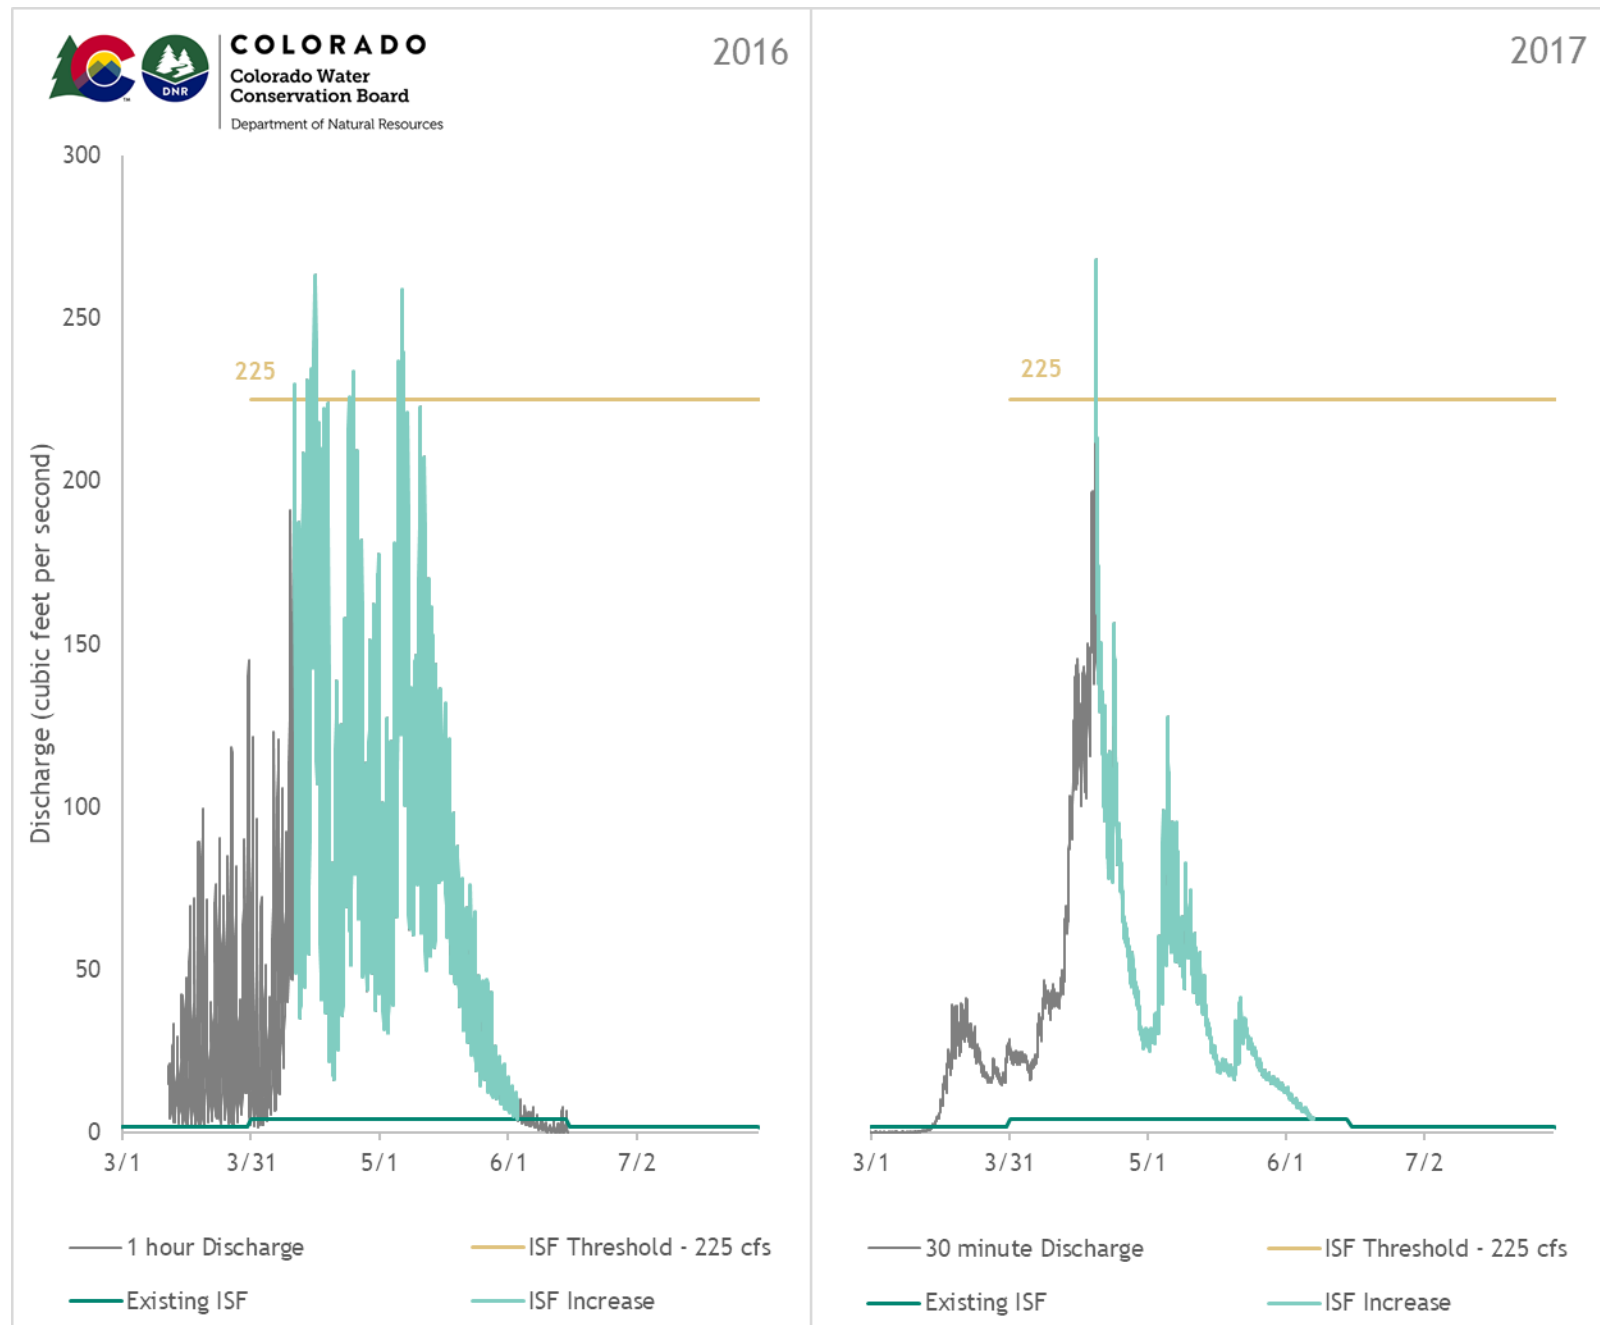 COLORADO
Colorado Water
Conservation Board
Department of Natural Resources
DNR
TM
2016
2017
Discharge (cubic feet per second)
300
250
200
150
100
50
0
225
225
3/1 3/31 5/1 6/1 7/2
3/1 3/31 5/1 6/1 7/2
1 hour Discharge
ISF Threshold - 225 cfs
Existing ISF
ISF Increase
30 minute Discharge
ISF Threshold - 225 cfs
Existing ISF
ISF Increase